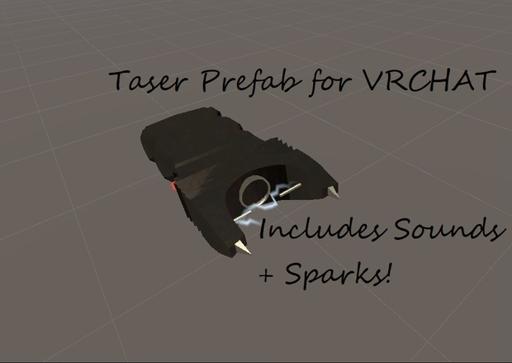 Taser Prefab for VRCHAT
Includes Sounds
+ Sparks!